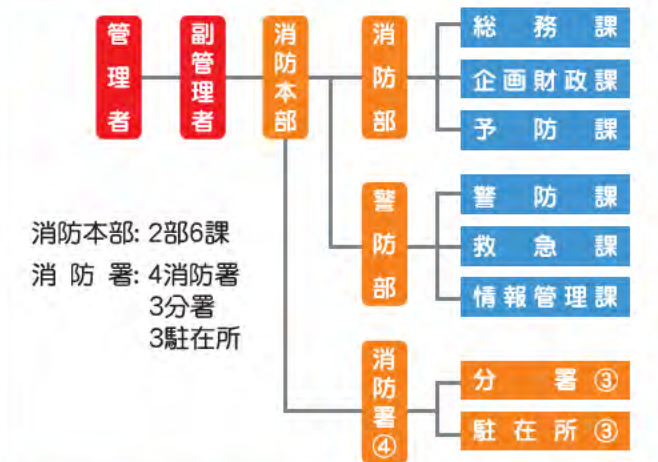 管理者
副管理者
消防本部
消防部
総務課
企画財政課
予防課
警防部
警防課
救急課
情報管理課
消防本部: 2部6課
消防署: 4消防署
3分署
3駐在所
消防署④
分署③
駐在所③